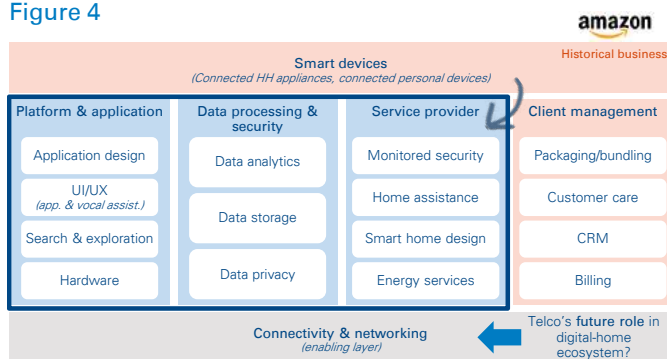 Figure 4
amazon
Historical business
Smart devices
(Connected HH appliances, connected personal devices)
Platform & application
Application design
UI/UX
(app. & vocal assist.)
Search & exploration
Hardware
Data processing &
security
Data analytics
Data storage
Data privacy
Service provider
Monitored security
Home assistance
Smart home design
Energy services
Client management
Packaging/bundling
Customer care
CRM
Billing
Connectivity & networking
(enabling layer)
Telco's future role in
digital-home
ecosystem?